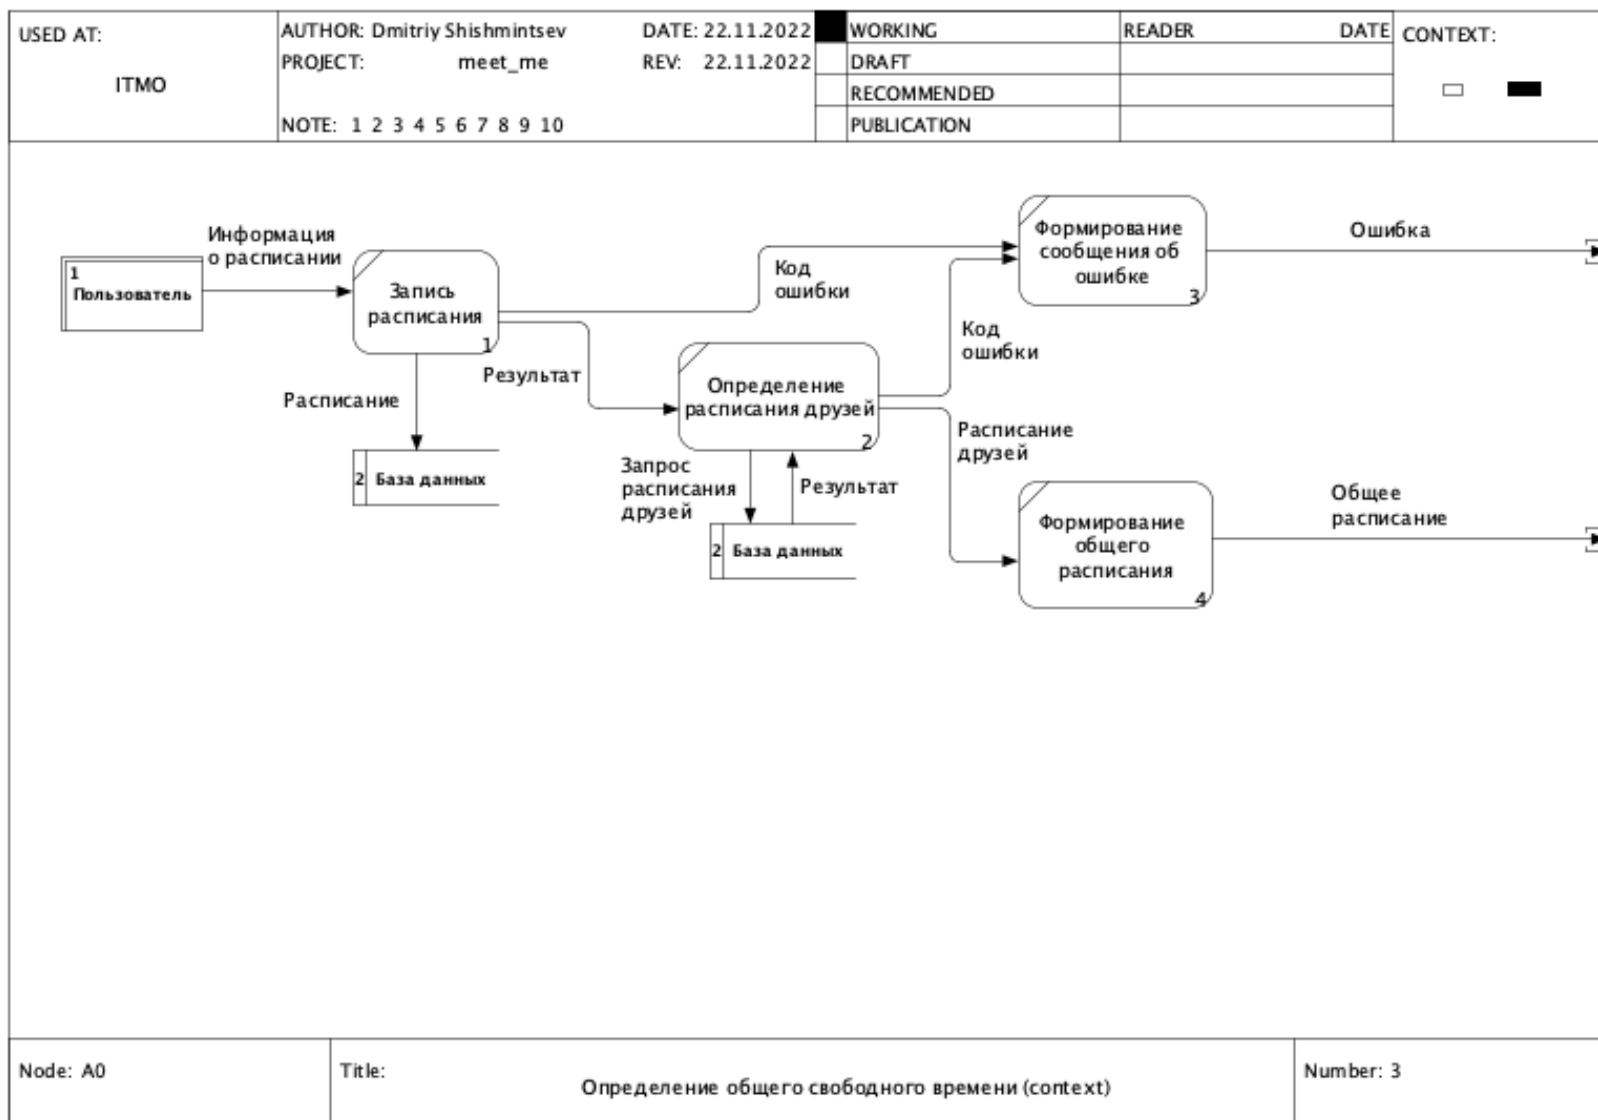 USED AT:
ITMO
AUTHOR: Dmitriy Shishmintsev
DATE: 22.11.2022
PROJECT: meet_me
REV: 22.11.2022
NOTE: 1 2 3 4 5 6 7 8 9 10
WORKING
DRAFT
RECOMMENDED
PUBLICATION
READER
DATE
CONTEXT:
1
Пользователь
Информация
о расписании
Запись
расписания
1
Расписание
2 База данных
Результат
Код
ошибки
Определение
расписания друзей
2
Запрос
расписания
друзей
Результат
2 База данных
Код
ошибки
Расписание
друзей
Формирование
сообщения об
ошибке
3
Ошибка
Формирование
общего
расписания
4
Общее
расписание
Node: A0
Title:
Определение общего свободного времени (context)
Number: 3